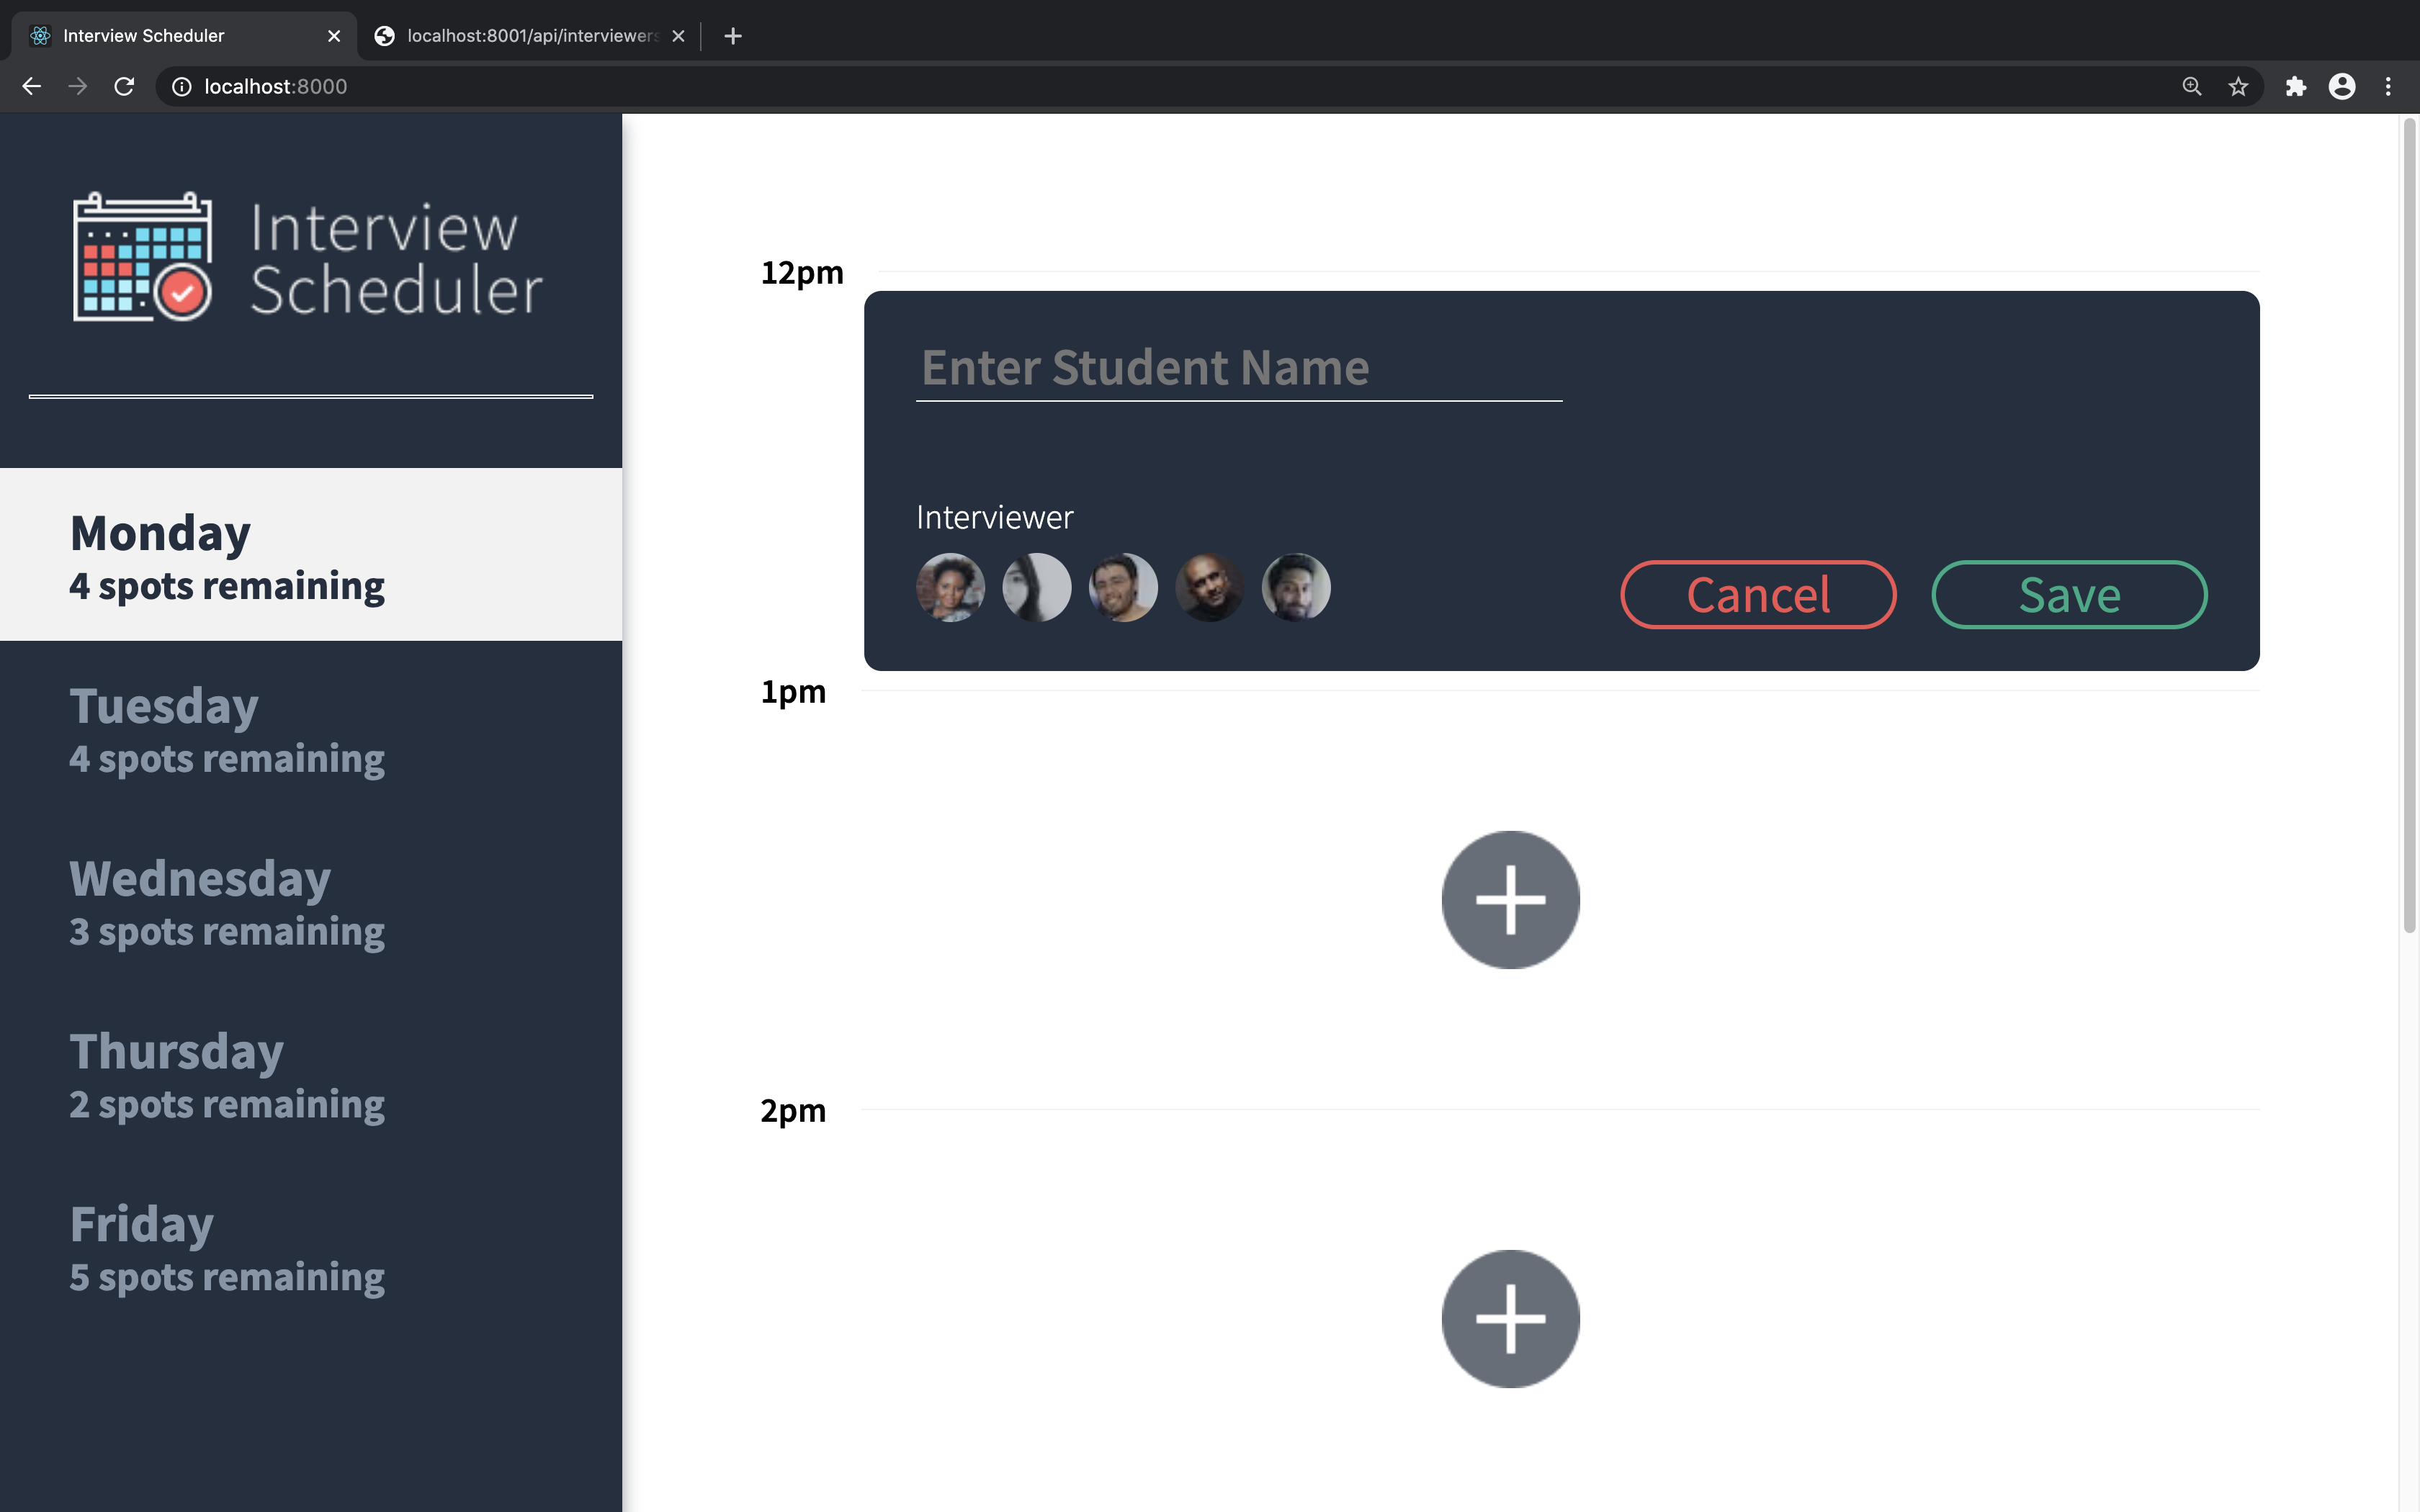 Interview Scheduler
localhost:8001/api/interviewers
localhost:8000
Interview
Scheduler
Monday
4 spots remaining
Tuesday
4 spots remaining
Wednesday
3 spots remaining
Thursday
2 spots remaining
Friday
5 spots remaining
12pm
Enter Student Name
Interviewer
Cancel
Save
1pm
2pm